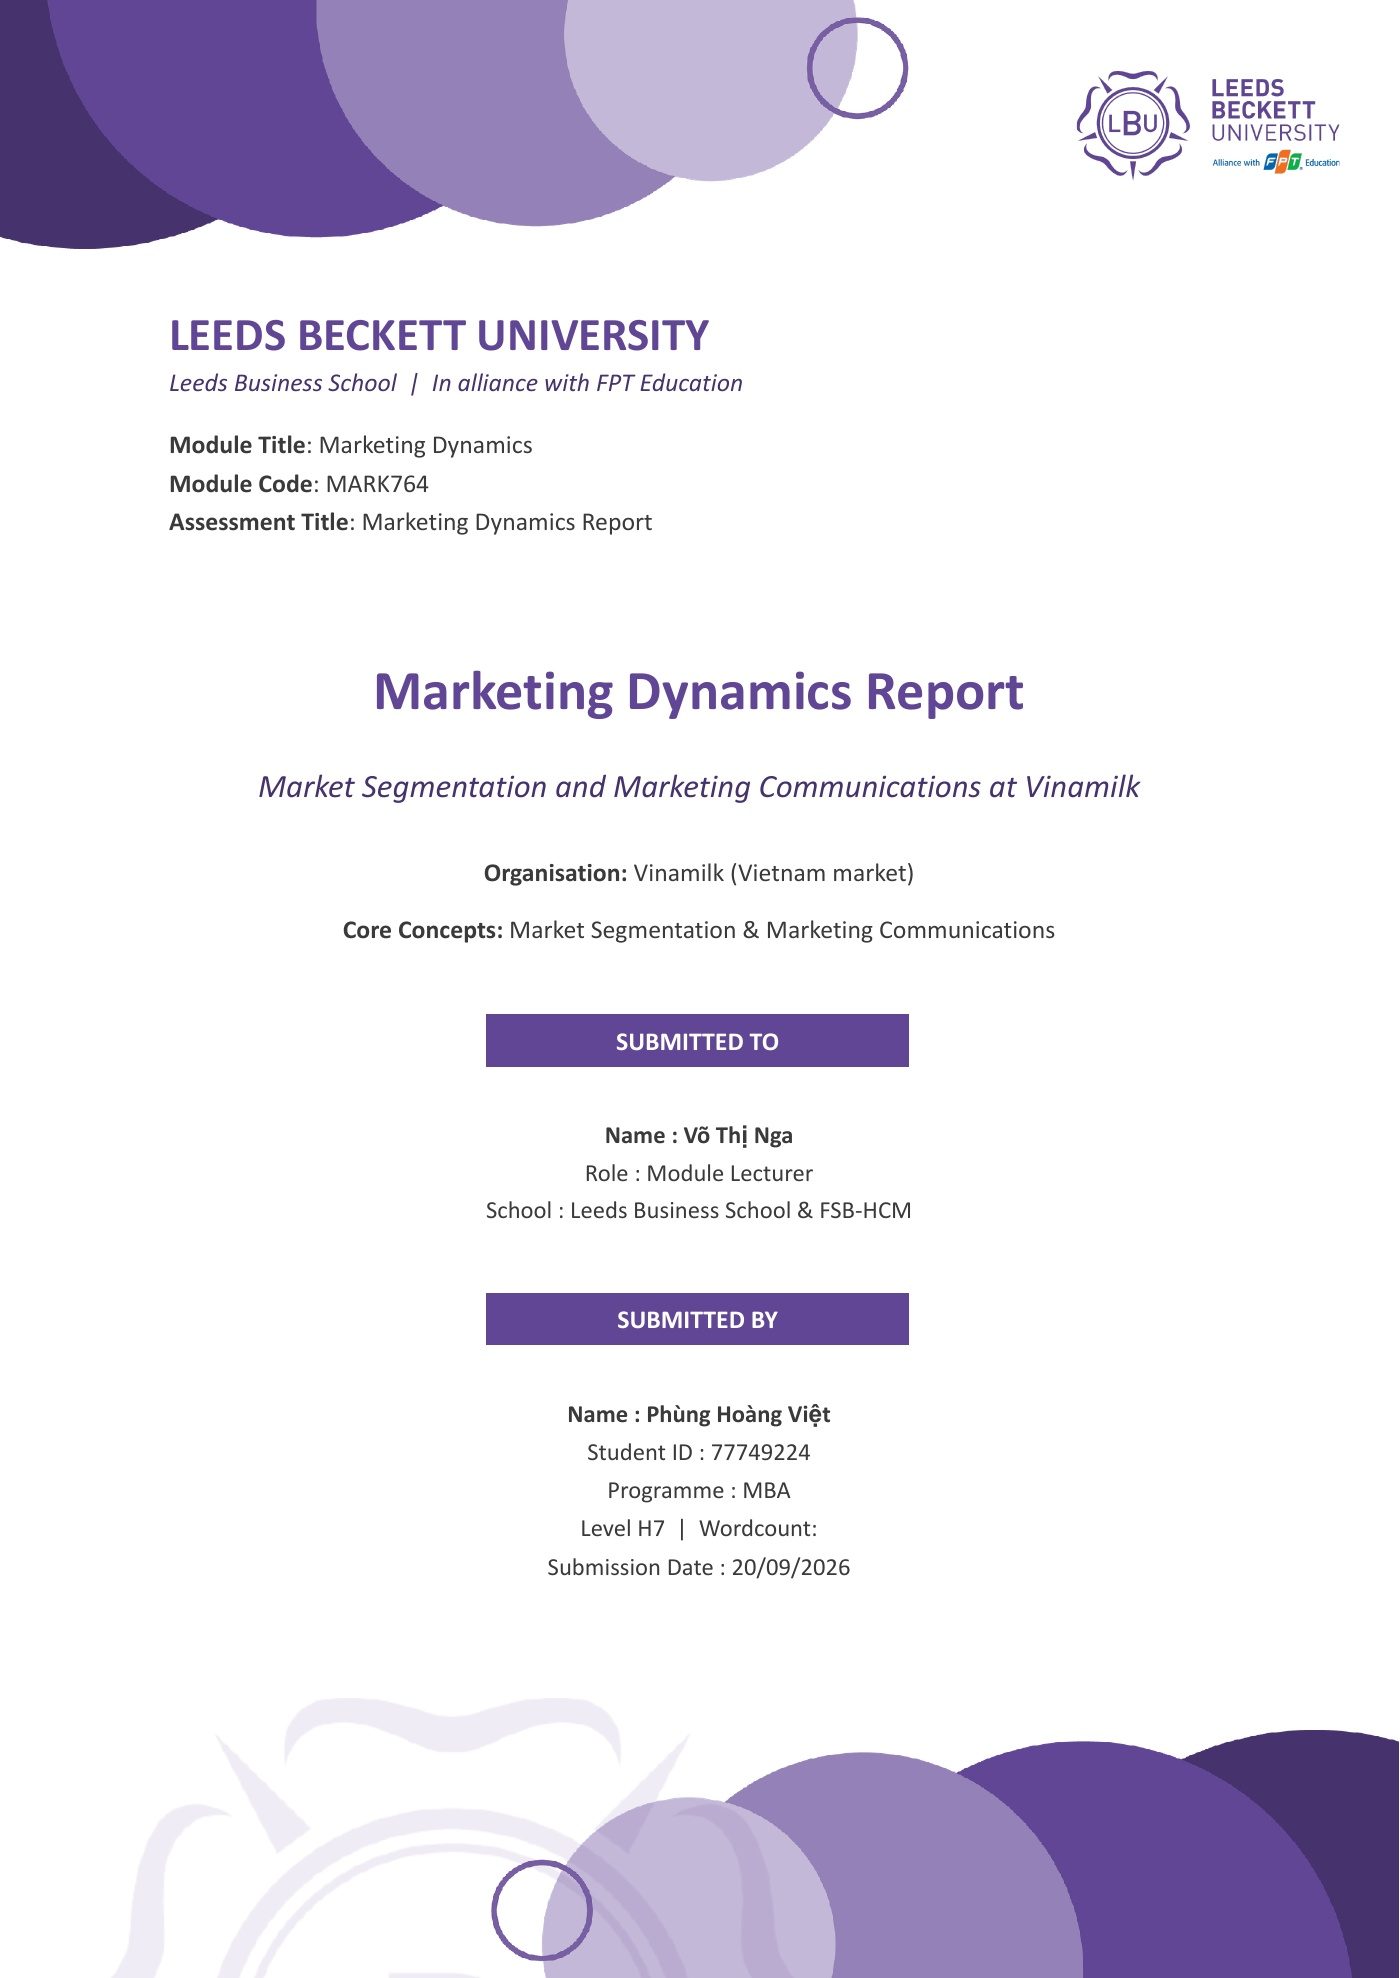 LBU
LEEDS
BECKETT
UNIVERSITY
Alliance with FPT Education
LEEDS BECKETT UNIVERSITY
Leeds Business School | In alliance with FPT Education
Module Title: Marketing Dynamics
Module Code: MARK764
Assessment Title: Marketing Dynamics Report
Marketing Dynamics Report
Market Segmentation and Marketing Communications at Vinamilk
Organisation: Vinamilk (Vietnam market)
Core Concepts: Market Segmentation & Marketing Communications
SUBMITTED TO
Name : Võ Thị Nga
Role : Module Lecturer
School : Leeds Business School & FSB-HCM
SUBMITTED BY
Name : Phùng Hoàng Việt
Student ID : 77749224
Programme : MBA
Level H7 | Wordcount:
Submission Date : 20/09/2026